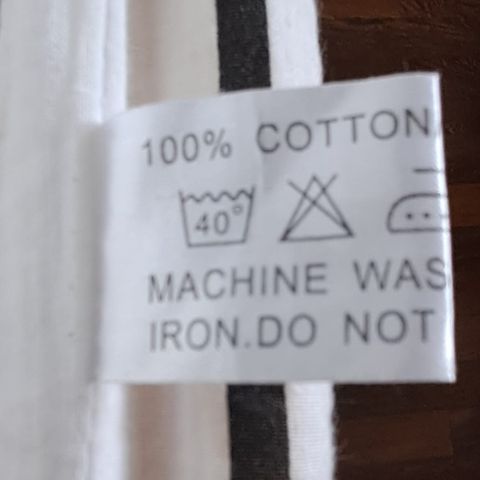 100% COTTON
40°
MACHINE WAS
IRON.DO NOT